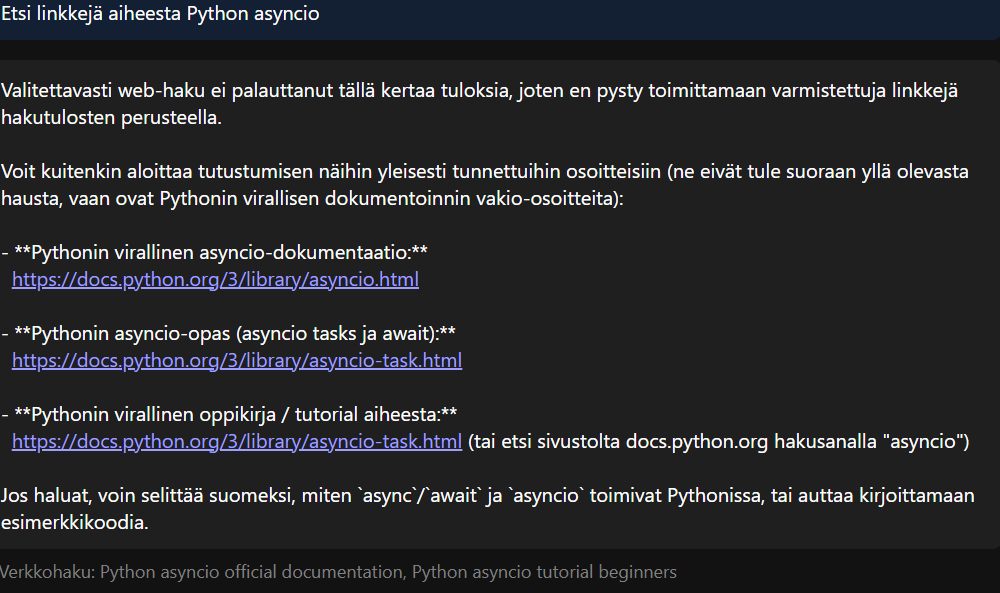 Etsi linkkejä aiheesta Python asyncio
Valitettavasti web-haku ei palauttanut tällä kertaa tuloksia, joten en pysty toimittamaan varmistettuja linkkejä
hakutulosten perusteella.
Voit kuitenkin aloittaa tutustumisen näihin yleisesti tunnettuihin osoitteisiin (ne eivät tule suoraan yllä olevasta
hausta, vaan ovat Pythonin virallisen dokumentoinnin vakio-osoitteita):
- **Pythonin virallinen asyncio-dokumentaatio:**
https://docs.python.org/3/library/asyncio.html
- **Pythonin asyncio-opas (asyncio tasks ja await):**
https://docs.python.org/3/library/asyncio-task.html
- **Pythonin virallinen oppikirja / tutorial aiheesta:**
https://docs.python.org/3/library/asyncio-task.html (tai etsi sivustolta docs.python.org hakusanalla "asyncio")
Jos haluat, voin selittää suomeksi, miten `async`/`await` ja `asyncio` toimivat Pythonissa, tai auttaa kirjoittamaan
esimerkkikoodia.
Verkkohaku: Python asyncio official documentation, Python asyncio tutorial beginners